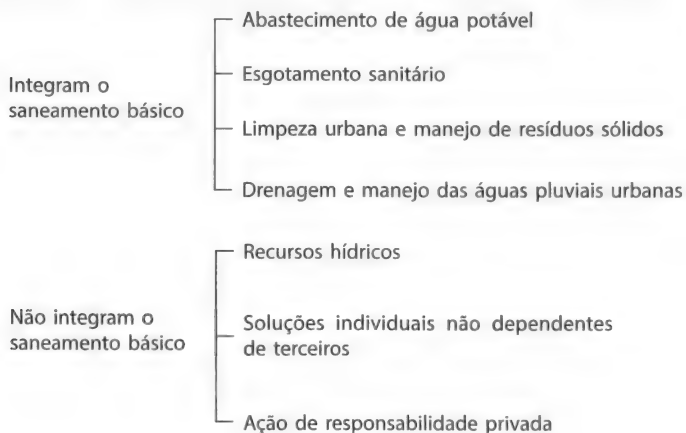 Integram o
saneamento básico
Abastecimento de água potável
Esgotamento sanitário
Limpeza urbana e manejo de resíduos sólidos
Drenagem e manejo das águas pluviais urbanas
Não integram o
saneamento básico
Recursos hídricos
Soluções individuais não dependentes
de terceiros
Ação de responsabilidade privada